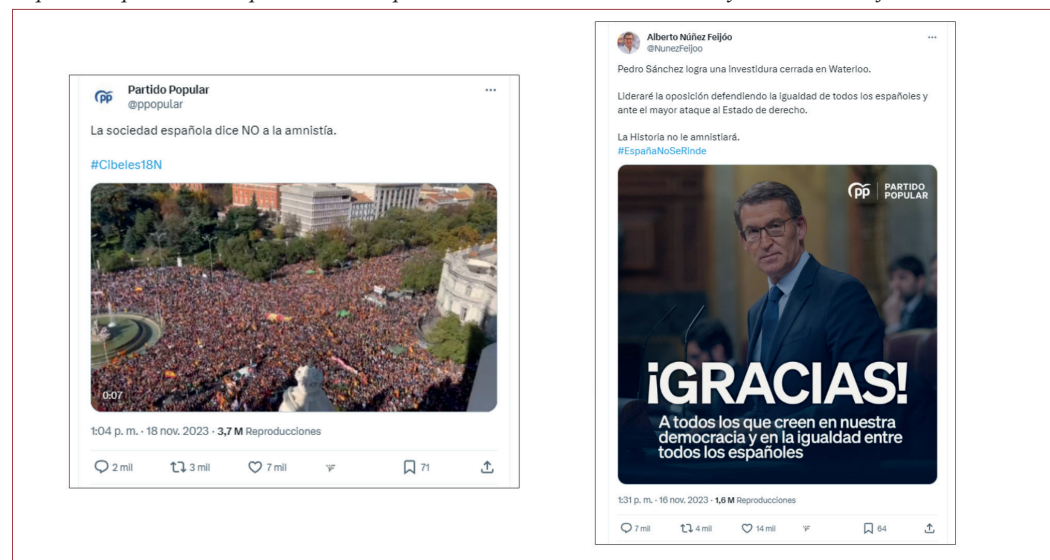 Partido Popular
@ppopular
La sociedad española dice NO a la amnistía.
#Cibeles18N
0:07
1:04 p. m. · 18 nov. 2023 · 3,7 M Reproducciones
2 mil 3 mil 7 mil 71
Alberto Núñez Feijóo
@NunezFeijoo
Pedro Sánchez logra una investidura cerrada en Waterloo.
Lideraré la oposición defendiendo la igualdad de todos los españoles y
ante el mayor ataque al Estado de derecho.
La Historia no le amnistiará.
#EspañaNoSeRinde
PARTIDO
POPULAR
¡GRACIAS!
A todos los que creen en nuestra
democracia y en la igualdad entre
todos los españoles
1:31 p. m. · 16 nov. 2023 · 1,6 M Reproducciones
7 mil 4 mil 14 mil 64